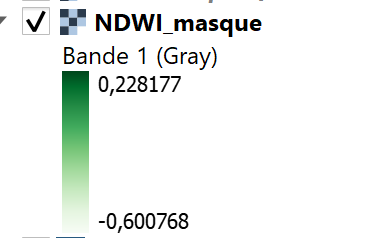 NDWI_masque
Bande 1 (Gray)
0,228177
-0,600768